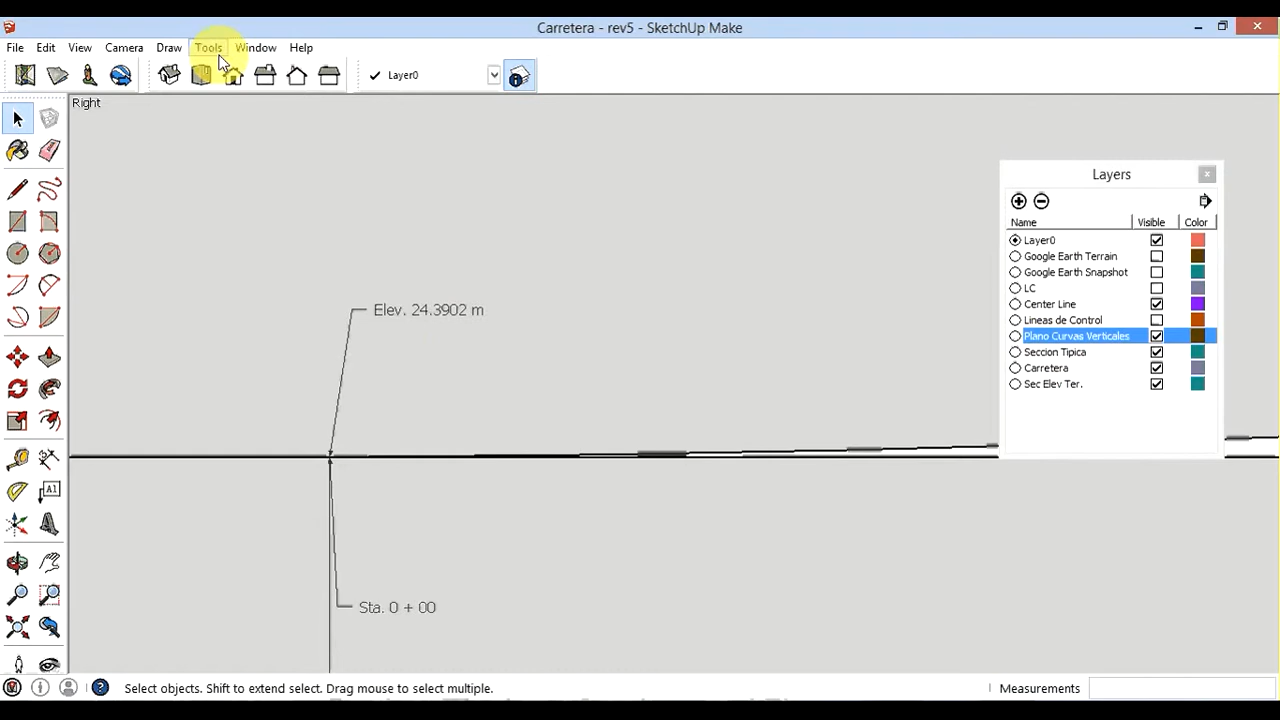 Carretera - rev5 - SketchUp Make
File Edit View Camera Draw Tools Window Help
Layer0
Right
Layers
Name Visible Color
Layer0
Google Earth Terrain
Google Earth Snapshot
LC
Center Line
Lineas de Control
Plano Curvas Verticales
Seccion Tipica
Carretera
Sec Elev Ter.
Elev. 24.3902 m
A1
Sta. 0 + 00
Select objects. Shift to extend select. Drag mouse to select multiple.
Measurements